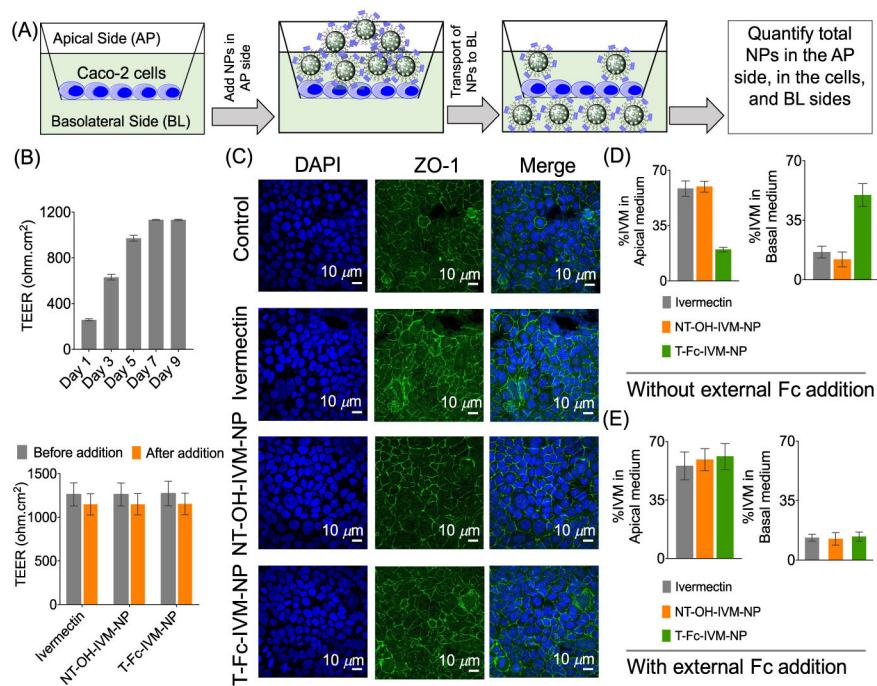 (A)
Apical Side (AP)
Caco-2 cells
Basolateral Side (BL)
Add NPs in
AP side
Transport of
NPs to BL
Quantify total
NPs in the AP
side, in the cells,
and BL sides
(B)
TEER (ohm.cm²)
1200
800
400
0
Day 1
Day 3
Day 5
Day 7
Day 9
Before addition
After addition
TEER (ohm.cm²)
1500
1200
900
600
300
0
Ivermectin
NT-OH-IVM-NP
T-Fc-IVM-NP
(C)
DAPI
ZO-1
Merge
Control
10 µm
10 µm
10 µm
Ivermectin
10 µm
10 µm
10 µm
NT-OH-IVM-NP
10 µm
10 µm
10 µm
T-Fc-IVM-NP
10 µm
10 µm
10 µm
(D)
%IVM in
Apical medium
70
35
0
%IVM in
Basal medium
70
35
0
Ivermectin
NT-OH-IVM-NP
T-Fc-IVM-NP
Without external Fc addition
(E)
%IVM in
Apical medium
70
35
0
%IVM in
Basal medium
70
35
0
Ivermectin
NT-OH-IVM-NP
T-Fc-IVM-NP
With external Fc addition